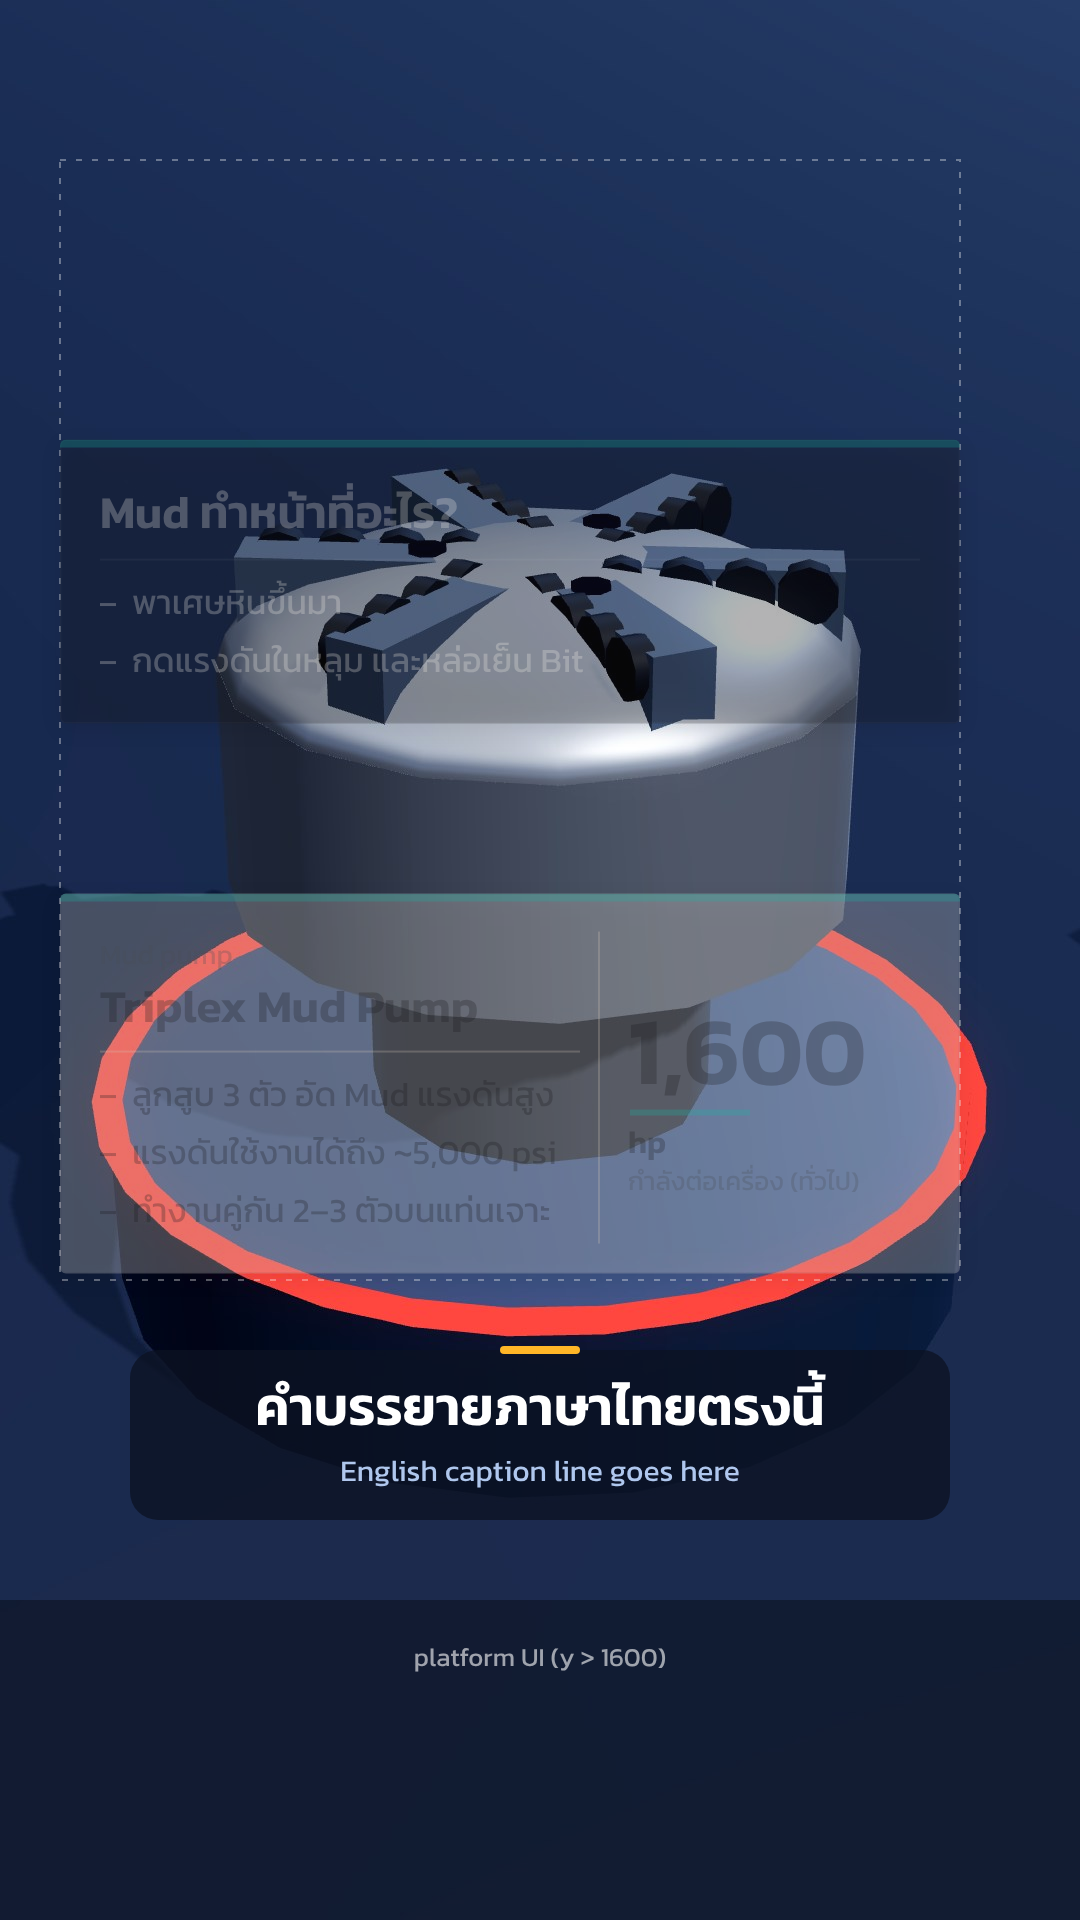 Mud ทำหน้าที่อะไร?
– พาเศษหินขึ้นมา
– กดแรงดันในหลุม และหล่อเย็น Bit
Triplex Mud Pump
– ลูกสูบ 3 ตัว อัด Mud แรงดันสูง
– แรงดันใช้งานได้ถึง ~5,000 psi
– ทำงานคู่กัน 2–3 ตัวบนแท่นเจาะ
1,600
hp
กำลังต่อเครื่อง (ทั่วไป)
คำบรรยายภาษาไทยตรงนี้
English caption line goes here
platform UI (y > 1600)